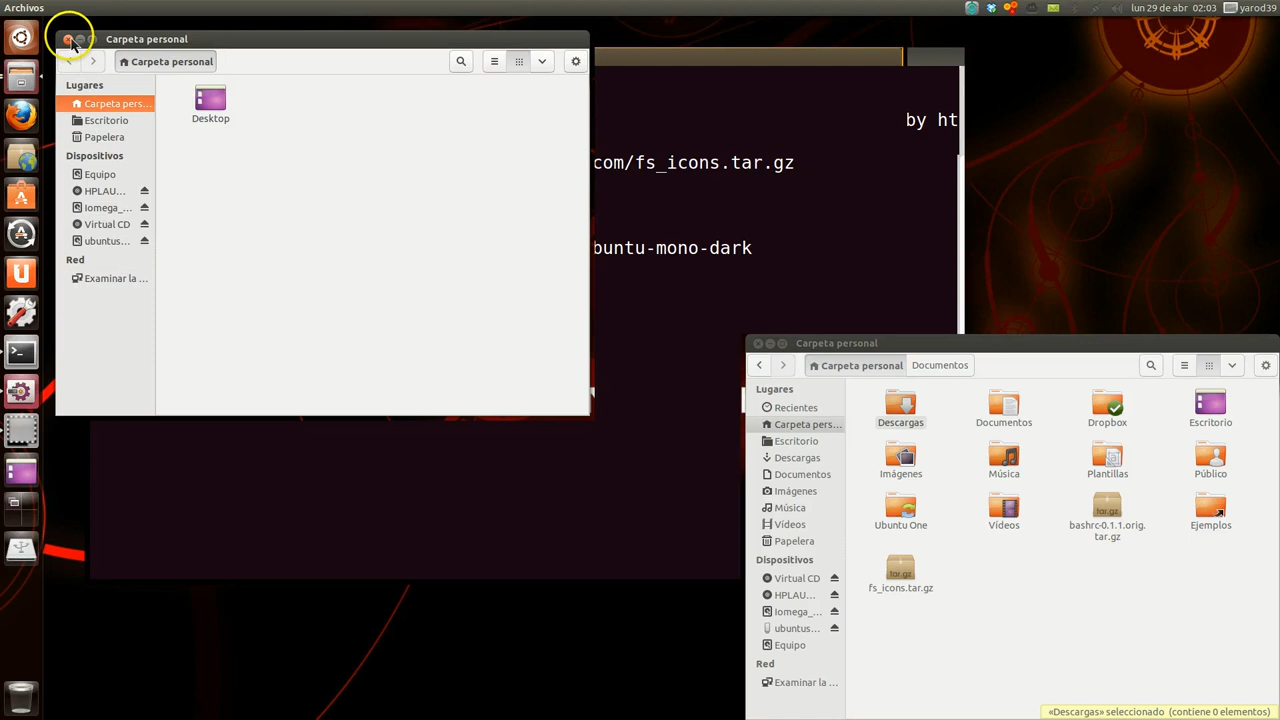 Archivos
lun 29 de abr
02:03
yarod39
Carpeta personal
Carpeta personal
Lugares
Carpeta pers...
Escritorio
Papelera
Dispositivos
Equipo
HPLAU...
Iomega_...
Virtual CD
ubuntus...
Red
Examinar la ...
Desktop
by ht
com/fs_icons.tar.gz
buntu-mono-dark
Carpeta personal
Carpeta personal
Documentos
Lugares
Recientes
Carpeta pers...
Escritorio
Descargas
Documentos
Imágenes
Música
Vídeos
Papelera
Dispositivos
Virtual CD
HPLAU...
Iomega_...
ubuntus...
Equipo
Red
Examinar la ...
Descargas
Documentos
Dropbox
Escritorio
Imágenes
Música
Plantillas
Público
Ubuntu One
Vídeos
tar.gz
bashrc-0.1.1.orig.
tar.gz
Ejemplos
tar.gz
fs_icons.tar.gz
«Descargas» seleccionado (contiene 0 elementos)